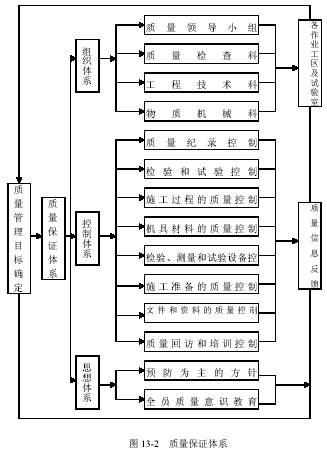 质量管理目标确定
质量保证体系
组织体系
质量领导小组
质量检查科
工程技术科
物质机械科
各作业工区及试验室
控制体系
质量纪录控制
检验和试验控制
施工过程的质量控制
机具材料的质量控制
检验、测量和试验设备控
施工准备的质量控制
文件和资料的质量控制
质量回访和培训控制
质量信息反馈
思想体系
预防为主的方针
全员质量意识教育
图 13-2 质量保证体系